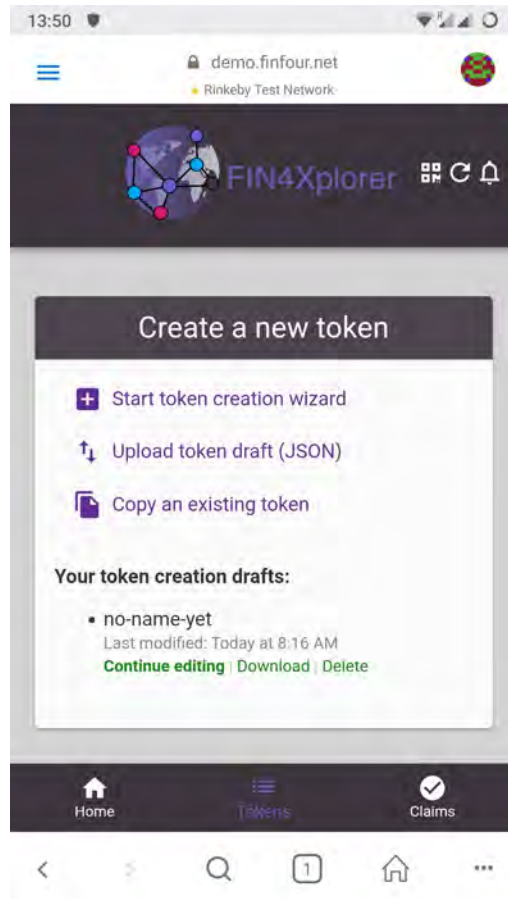 13:50
demo.finfour.net
Rinkeby Test Network
FIN4Xplorer
Create a new token
Start token creation wizard
Upload token draft (JSON)
Copy an existing token
Your token creation drafts:
• no-name-yet
Last modified: Today at 8:16 AM
Continue editing | Download | Delete
Home
Tokens
Claims
1